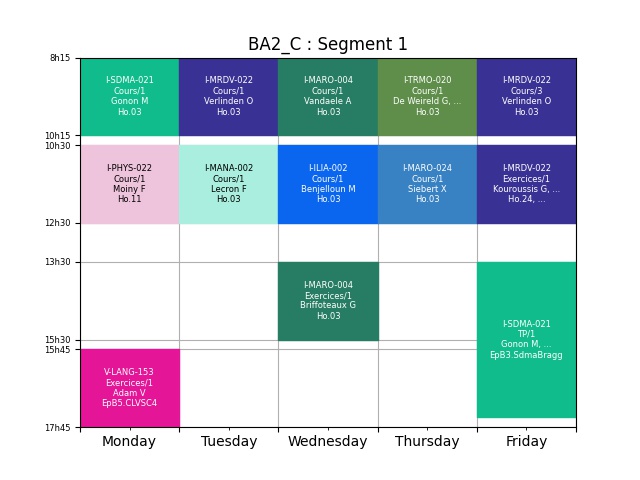 BA2_C : Segment 1
8h15
10h15
10h30
12h30
13h30
15h30
15h45
17h45
I-SDMA-021
Cours/1
Gonon M
Ho.03
I-MRDV-022
Cours/1
Verlinden O
Ho.03
I-MARO-004
Cours/1
Vandaele A
Ho.03
I-TRMO-020
Cours/1
De Weireld G, ...
Ho.03
I-MRDV-022
Cours/3
Verlinden O
Ho.03
I-PHYS-022
Cours/1
Moiny F
Ho.11
I-MANA-002
Cours/1
Lecron F
Ho.03
I-ILIA-002
Cours/1
Benjelloun M
Ho.03
I-MARO-024
Cours/1
Siebert X
Ho.03
I-MRDV-022
Exercices/1
Kouroussis G, ...
Ho.24, ...
I-MARO-004
Exercices/1
Briffoteaux G
Ho.03
I-SDMA-021
TP/1
Gonon M, ...
EpB3.SdmaBragg
V-LANG-153
Exercices/1
Adam V
EpB5.CLVSC4
Monday
Tuesday
Wednesday
Thursday
Friday